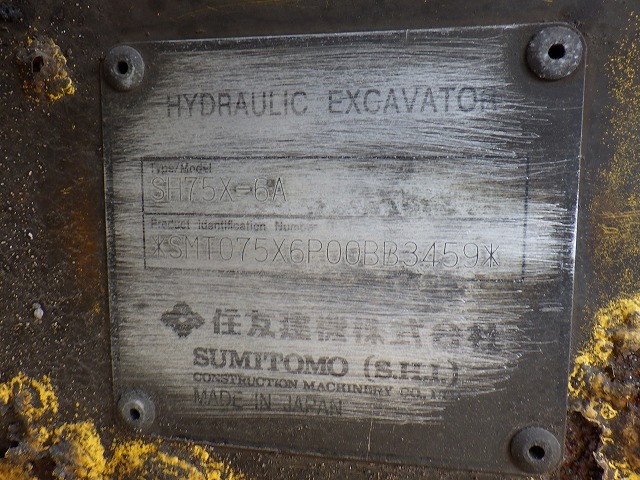 HYDRAULIC EXCAVATOR
Type/Model
SH75X-6A
Product Identification Number
*SMT075X6P00BB3459*
住友建機株式会社
SUMITOMO (S.H.I.)
CONSTRUCTION MACHINERY CO., LTD.
MADE IN JAPAN